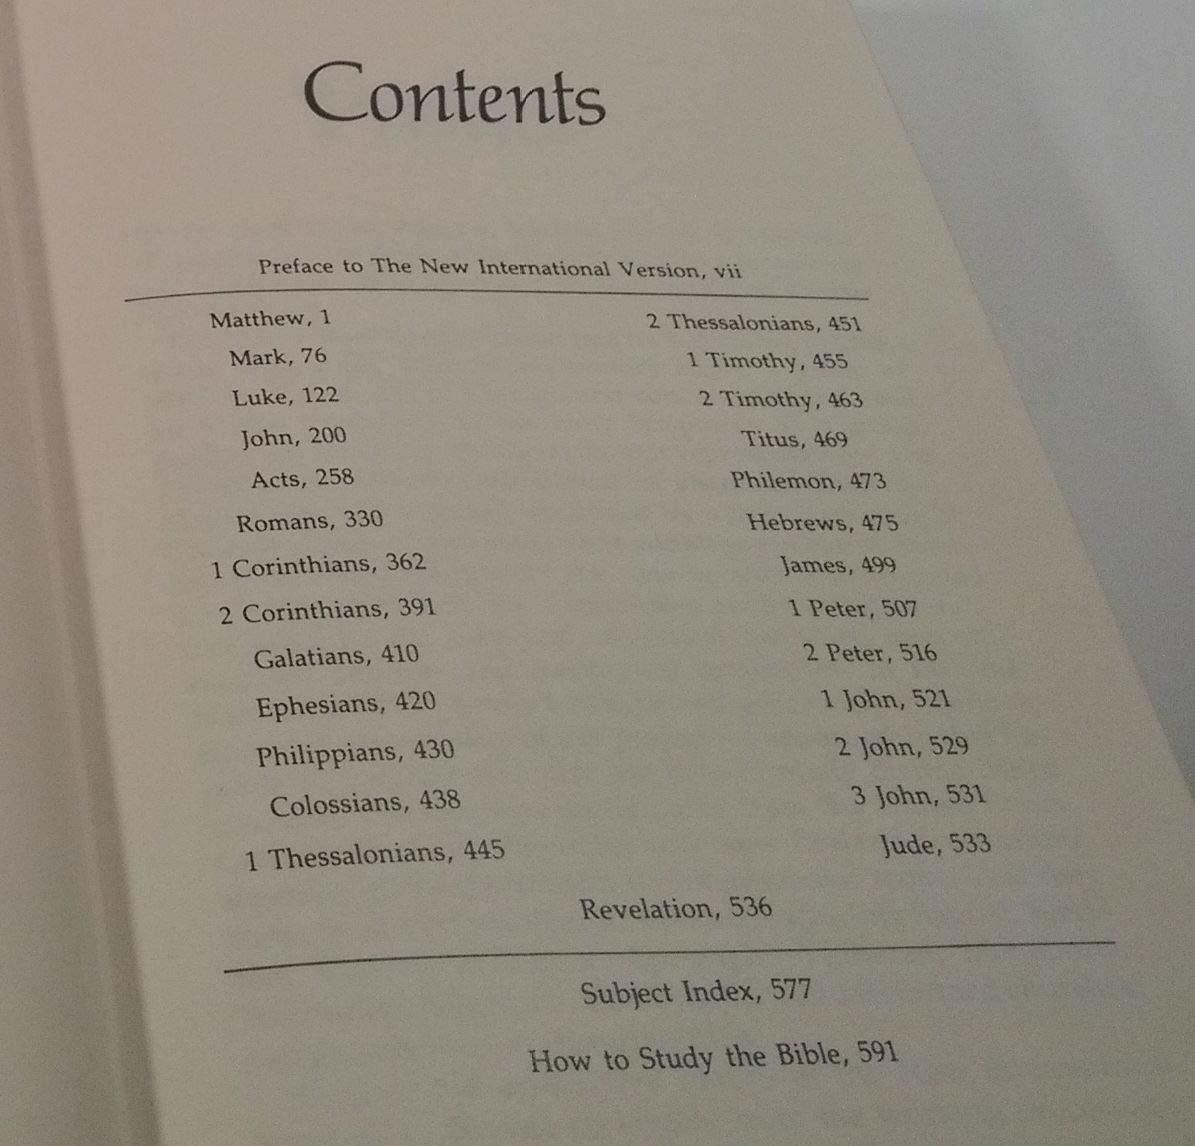 Contents
Preface to The New International Version, vii
Matthew, 1
Mark, 76
Luke, 122
John, 200
Acts, 258
Romans, 330
1 Corinthians, 362
2 Corinthians, 391
Galatians, 410
Ephesians, 420
Philippians, 430
Colossians, 438
1 Thessalonians, 445
2 Thessalonians, 451
1 Timothy, 455
2 Timothy, 463
Titus, 469
Philemon, 473
Hebrews, 475
James, 499
1 Peter, 507
2 Peter, 516
1 John, 521
2 John, 529
3 John, 531
Jude, 533
Revelation, 536
Subject Index, 577
How to Study the Bible, 591